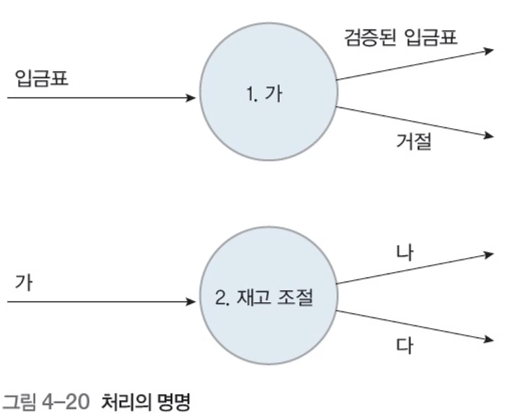 검증된 입금표
입금표
1. 가
거절
나
가
2. 재고 조절
다
그림 4-20 처리의 명명